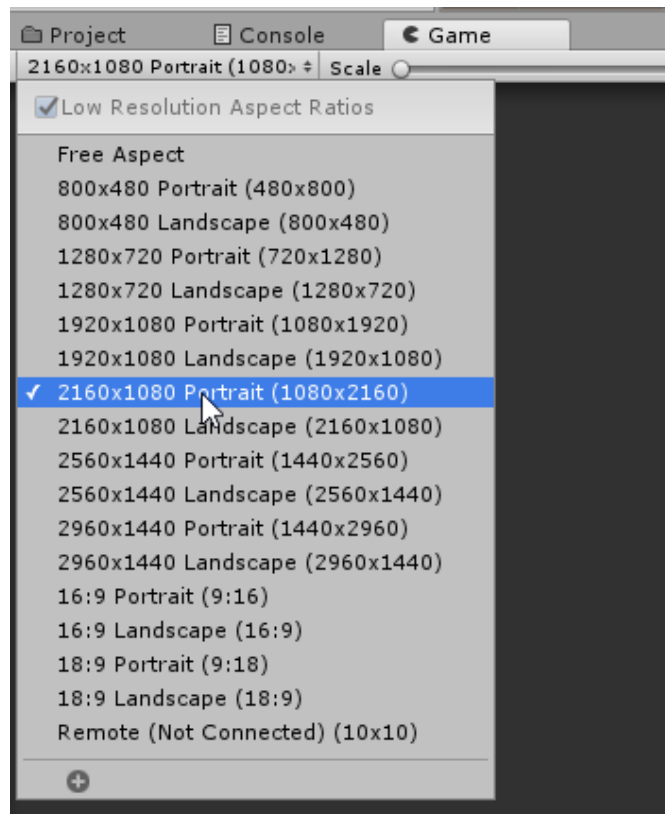 Project Console Game
2160x1080 Portrait (1080 Scale
Low Resolution Aspect Ratios
Free Aspect
800x480 Portrait (480x800)
800x480 Landscape (800x480)
1280x720 Portrait (720x1280)
1280x720 Landscape (1280x720)
1920x1080 Portrait (1080x1920)
1920x1080 Landscape (1920x1080)
2160x1080 Portrait (1080x2160)
2160x1080 Landscape (2160x1080)
2560x1440 Portrait (1440x2560)
2560x1440 Landscape (2560x1440)
2960x1440 Portrait (1440x2960)
2960x1440 Landscape (2960x1440)
16:9 Portrait (9:16)
16:9 Landscape (16:9)
18:9 Portrait (9:18)
18:9 Landscape (18:9)
Remote (Not Connected) (10x10)